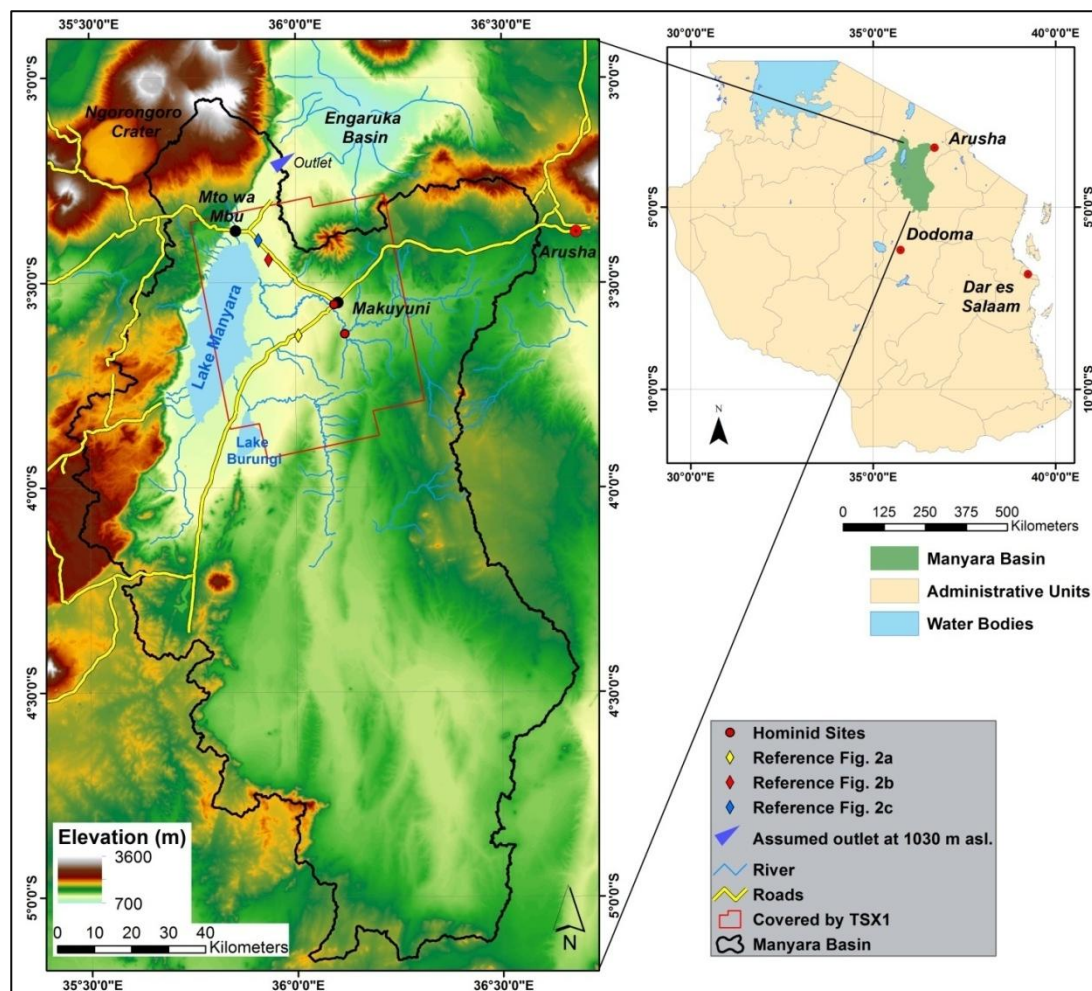 35°30'0"E
36°0'0"E
36°30'0"E
3°0'0"S
3°30'0"S
4°0'0"S
4°30'0"S
5°0'0"S
Ngorongoro
Crater
Engaruka
Basin
Outlet
Mto wa
Mbu
Arusha
Makuyuni
Lake Manyara
Lake
Burungi
Elevation (m)
3600
700
0 10 20 40
Kilometers
N
3°0'0"S
3°30'0"S
4°0'0"S
4°30'0"S
5°0'0"S
35°30'0"E
36°0'0"E
36°30'0"E
30°0'0"E
35°0'0"E
40°0'0"E
5°0'0"S
10°0'0"S
Arusha
Dodoma
Dar es
Salaam
N
5°0'0"S
10°0'0"S
30°0'0"E
35°0'0"E
40°0'0"E
0 125 250 375 500
Kilometers
Manyara Basin
Administrative Units
Water Bodies
Hominid Sites
Reference Fig. 2a
Reference Fig. 2b
Reference Fig. 2c
Assumed outlet at 1030 m asl.
River
Roads
Covered by TSX1
Manyara Basin